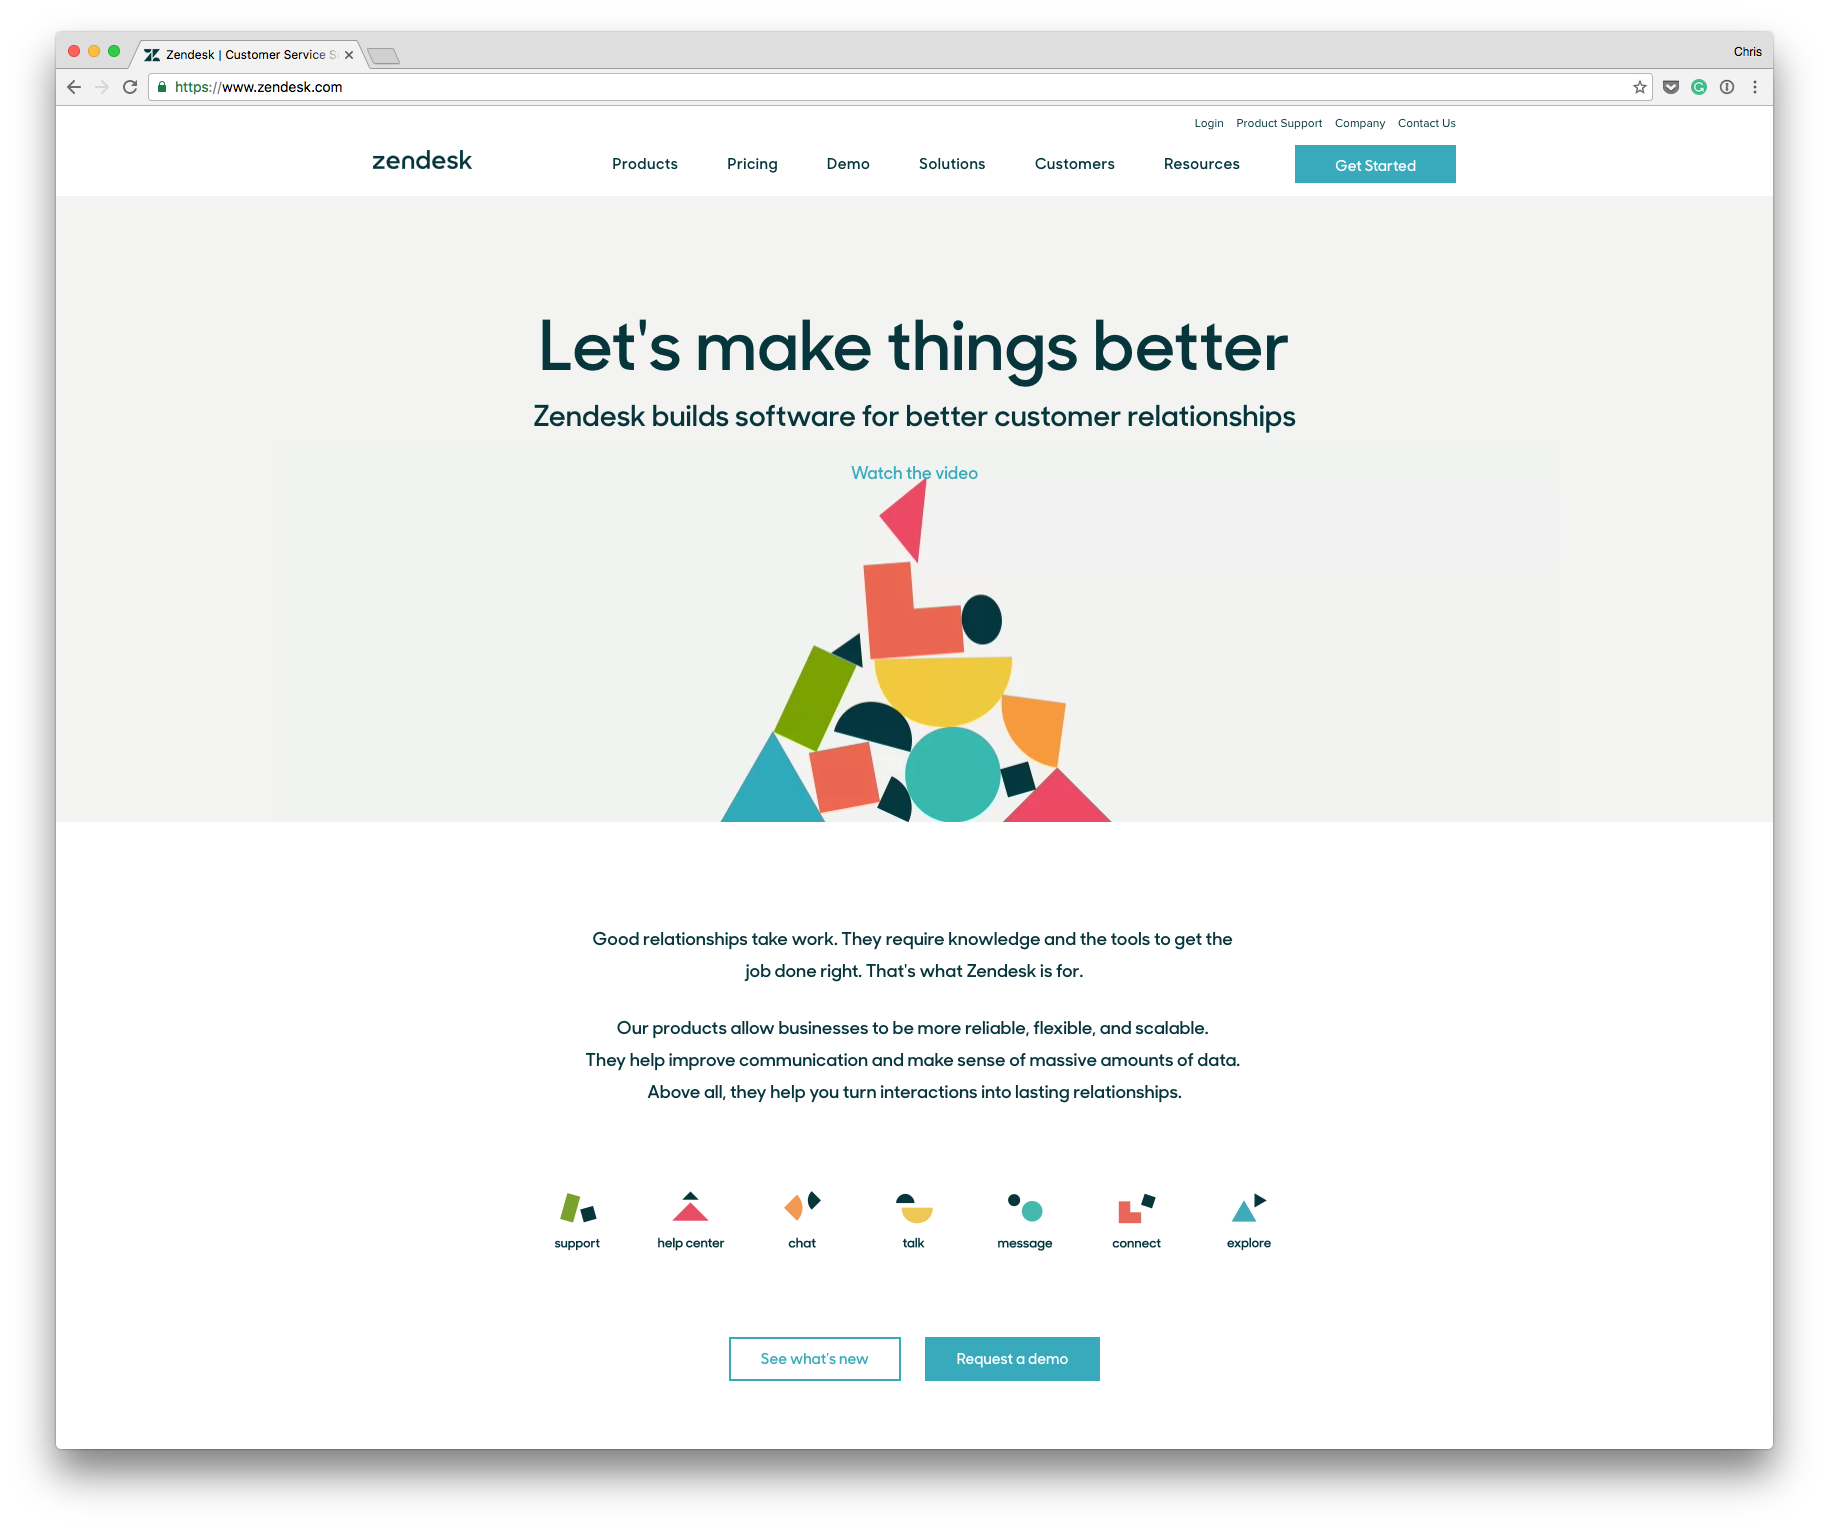 Zendesk | Customer Service S
Chris
https://www.zendesk.com
Login Product Support Company Contact Us
zendesk Products Pricing Demo Solutions Customers Resources Get Started
Let's make things better
Zendesk builds software for better customer relationships
Watch the video
Good relationships take work. They require knowledge and the tools to get the
job done right. That's what Zendesk is for.
Our products allow businesses to be more reliable, flexible, and scalable.
They help improve communication and make sense of massive amounts of data.
Above all, they help you turn interactions into lasting relationships.
support help center chat talk message connect explore
See what's new Request a demo